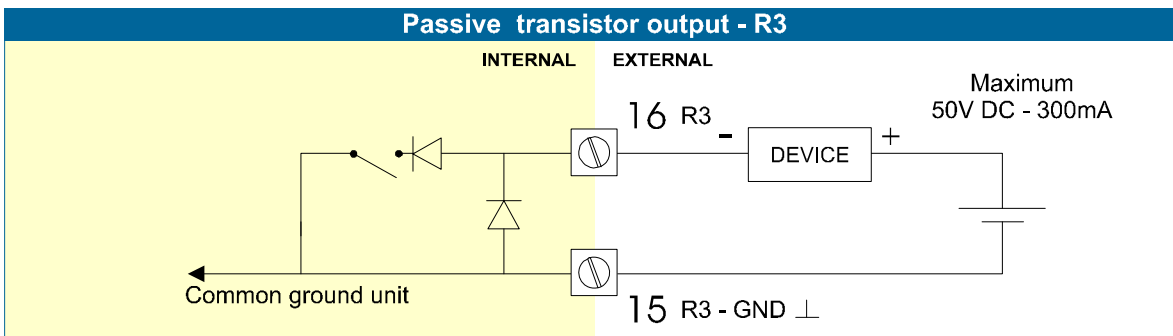 Passive transistor output - R3
INTERNAL EXTERNAL
Maximum
50V DC - 300mA
16 R3
- DEVICE +
Common ground unit
15 R3 - GND ⊥